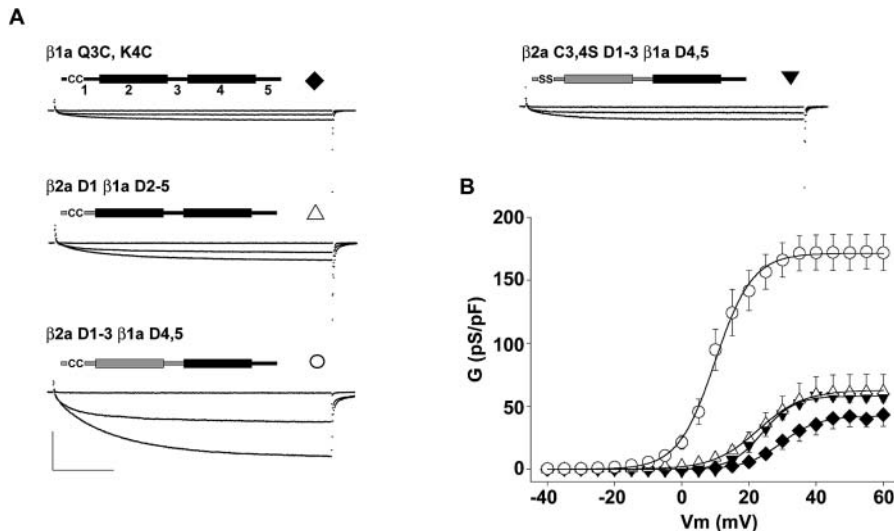 A
β1a Q3C, K4C
CC
1 2 3 4 5
β2a C3,4S D1-3 β1a D4,5
SS
β2a D1 β1a D2-5
CC
β2a D1-3 β1a D4,5
CC
B
G (pS/pF)
200
150
100
50
0
-40 -20 0 20 40 60
Vm (mV)